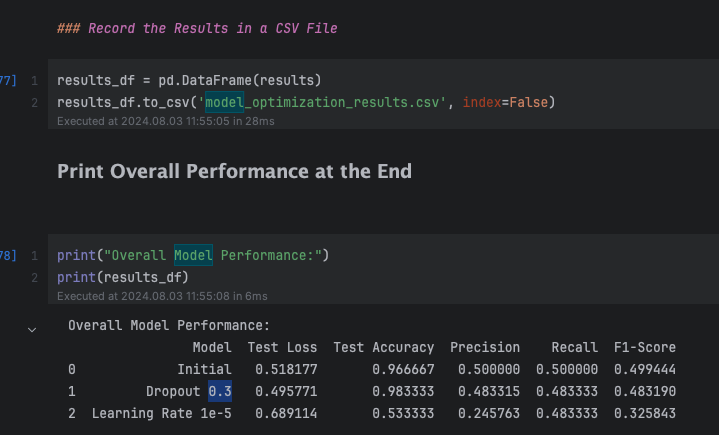 ### Record the Results in a CSV File
77] 1 results_df = pd.DataFrame(results)
2 results_df.to_csv('model_optimization_results.csv', index=False)
Executed at 2024.08.03 11:55:05 in 28ms
Print Overall Performance at the End
78] 1 print("Overall Model Performance:")
2 print(results_df)
Executed at 2024.08.03 11:55:08 in 6ms
Overall Model Performance:
Model Test Loss Test Accuracy Precision Recall F1-Score
0 Initial 0.518177 0.966667 0.500000 0.500000 0.499444
1 Dropout 0.3 0.495771 0.983333 0.483315 0.483333 0.483190
2 Learning Rate 1e-5 0.689114 0.533333 0.245763 0.483333 0.325843